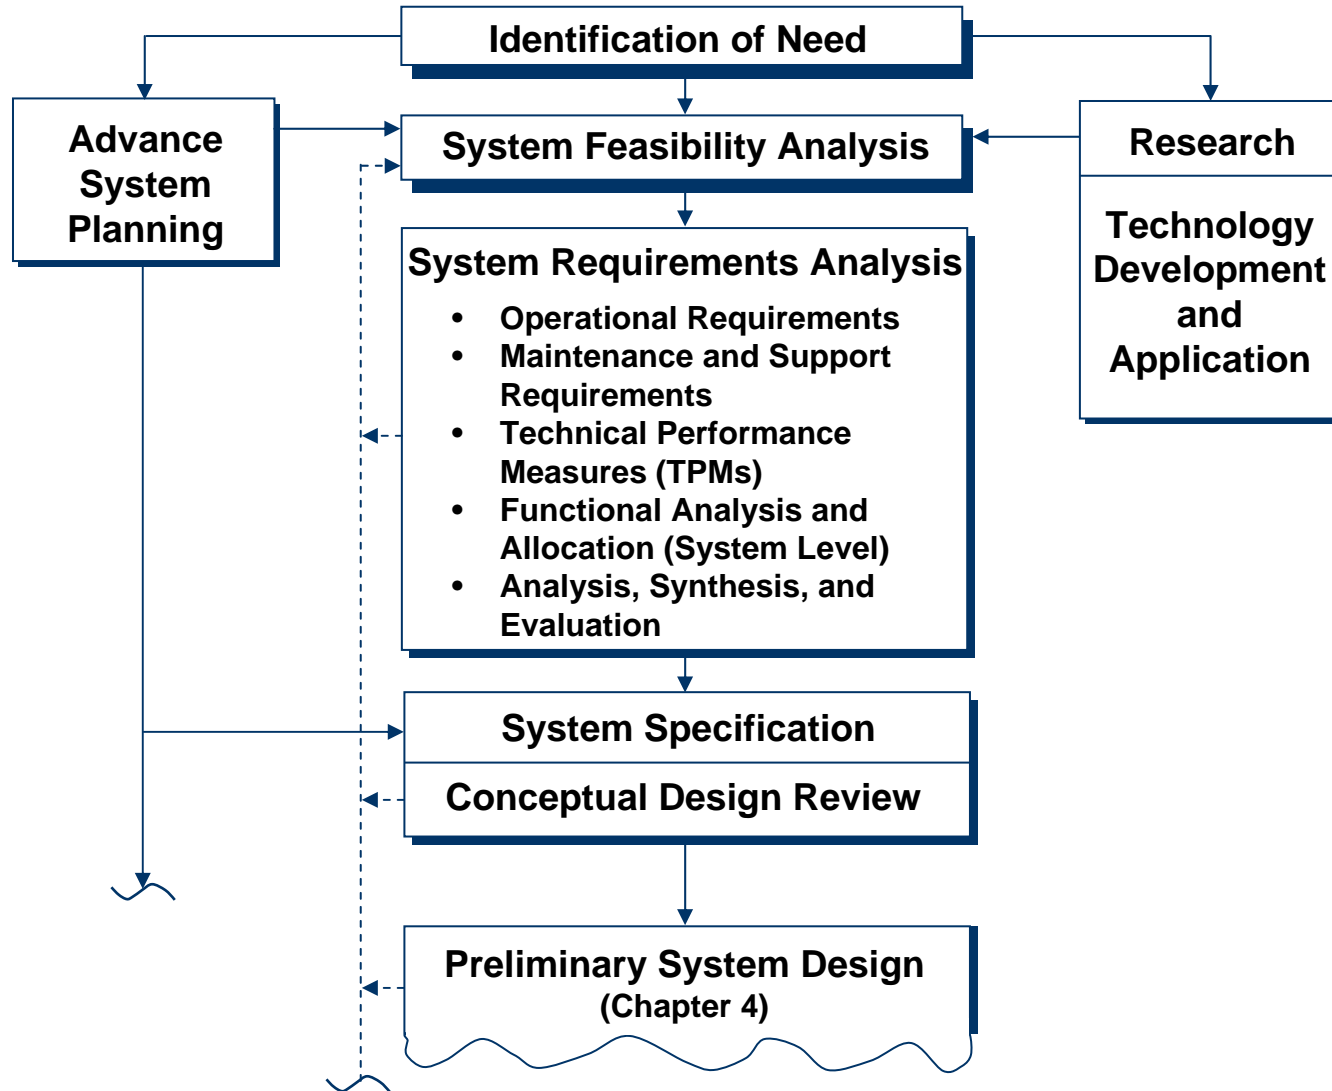 Identification of Need
Advance
System
Planning
System Feasibility Analysis
Research
Technology
Development
and
Application
System Requirements Analysis
• Operational Requirements
• Maintenance and Support
Requirements
• Technical Performance
Measures (TPMs)
• Functional Analysis and
Allocation (System Level)
• Analysis, Synthesis, and
Evaluation
System Specification
Conceptual Design Review
Preliminary System Design
(Chapter 4)